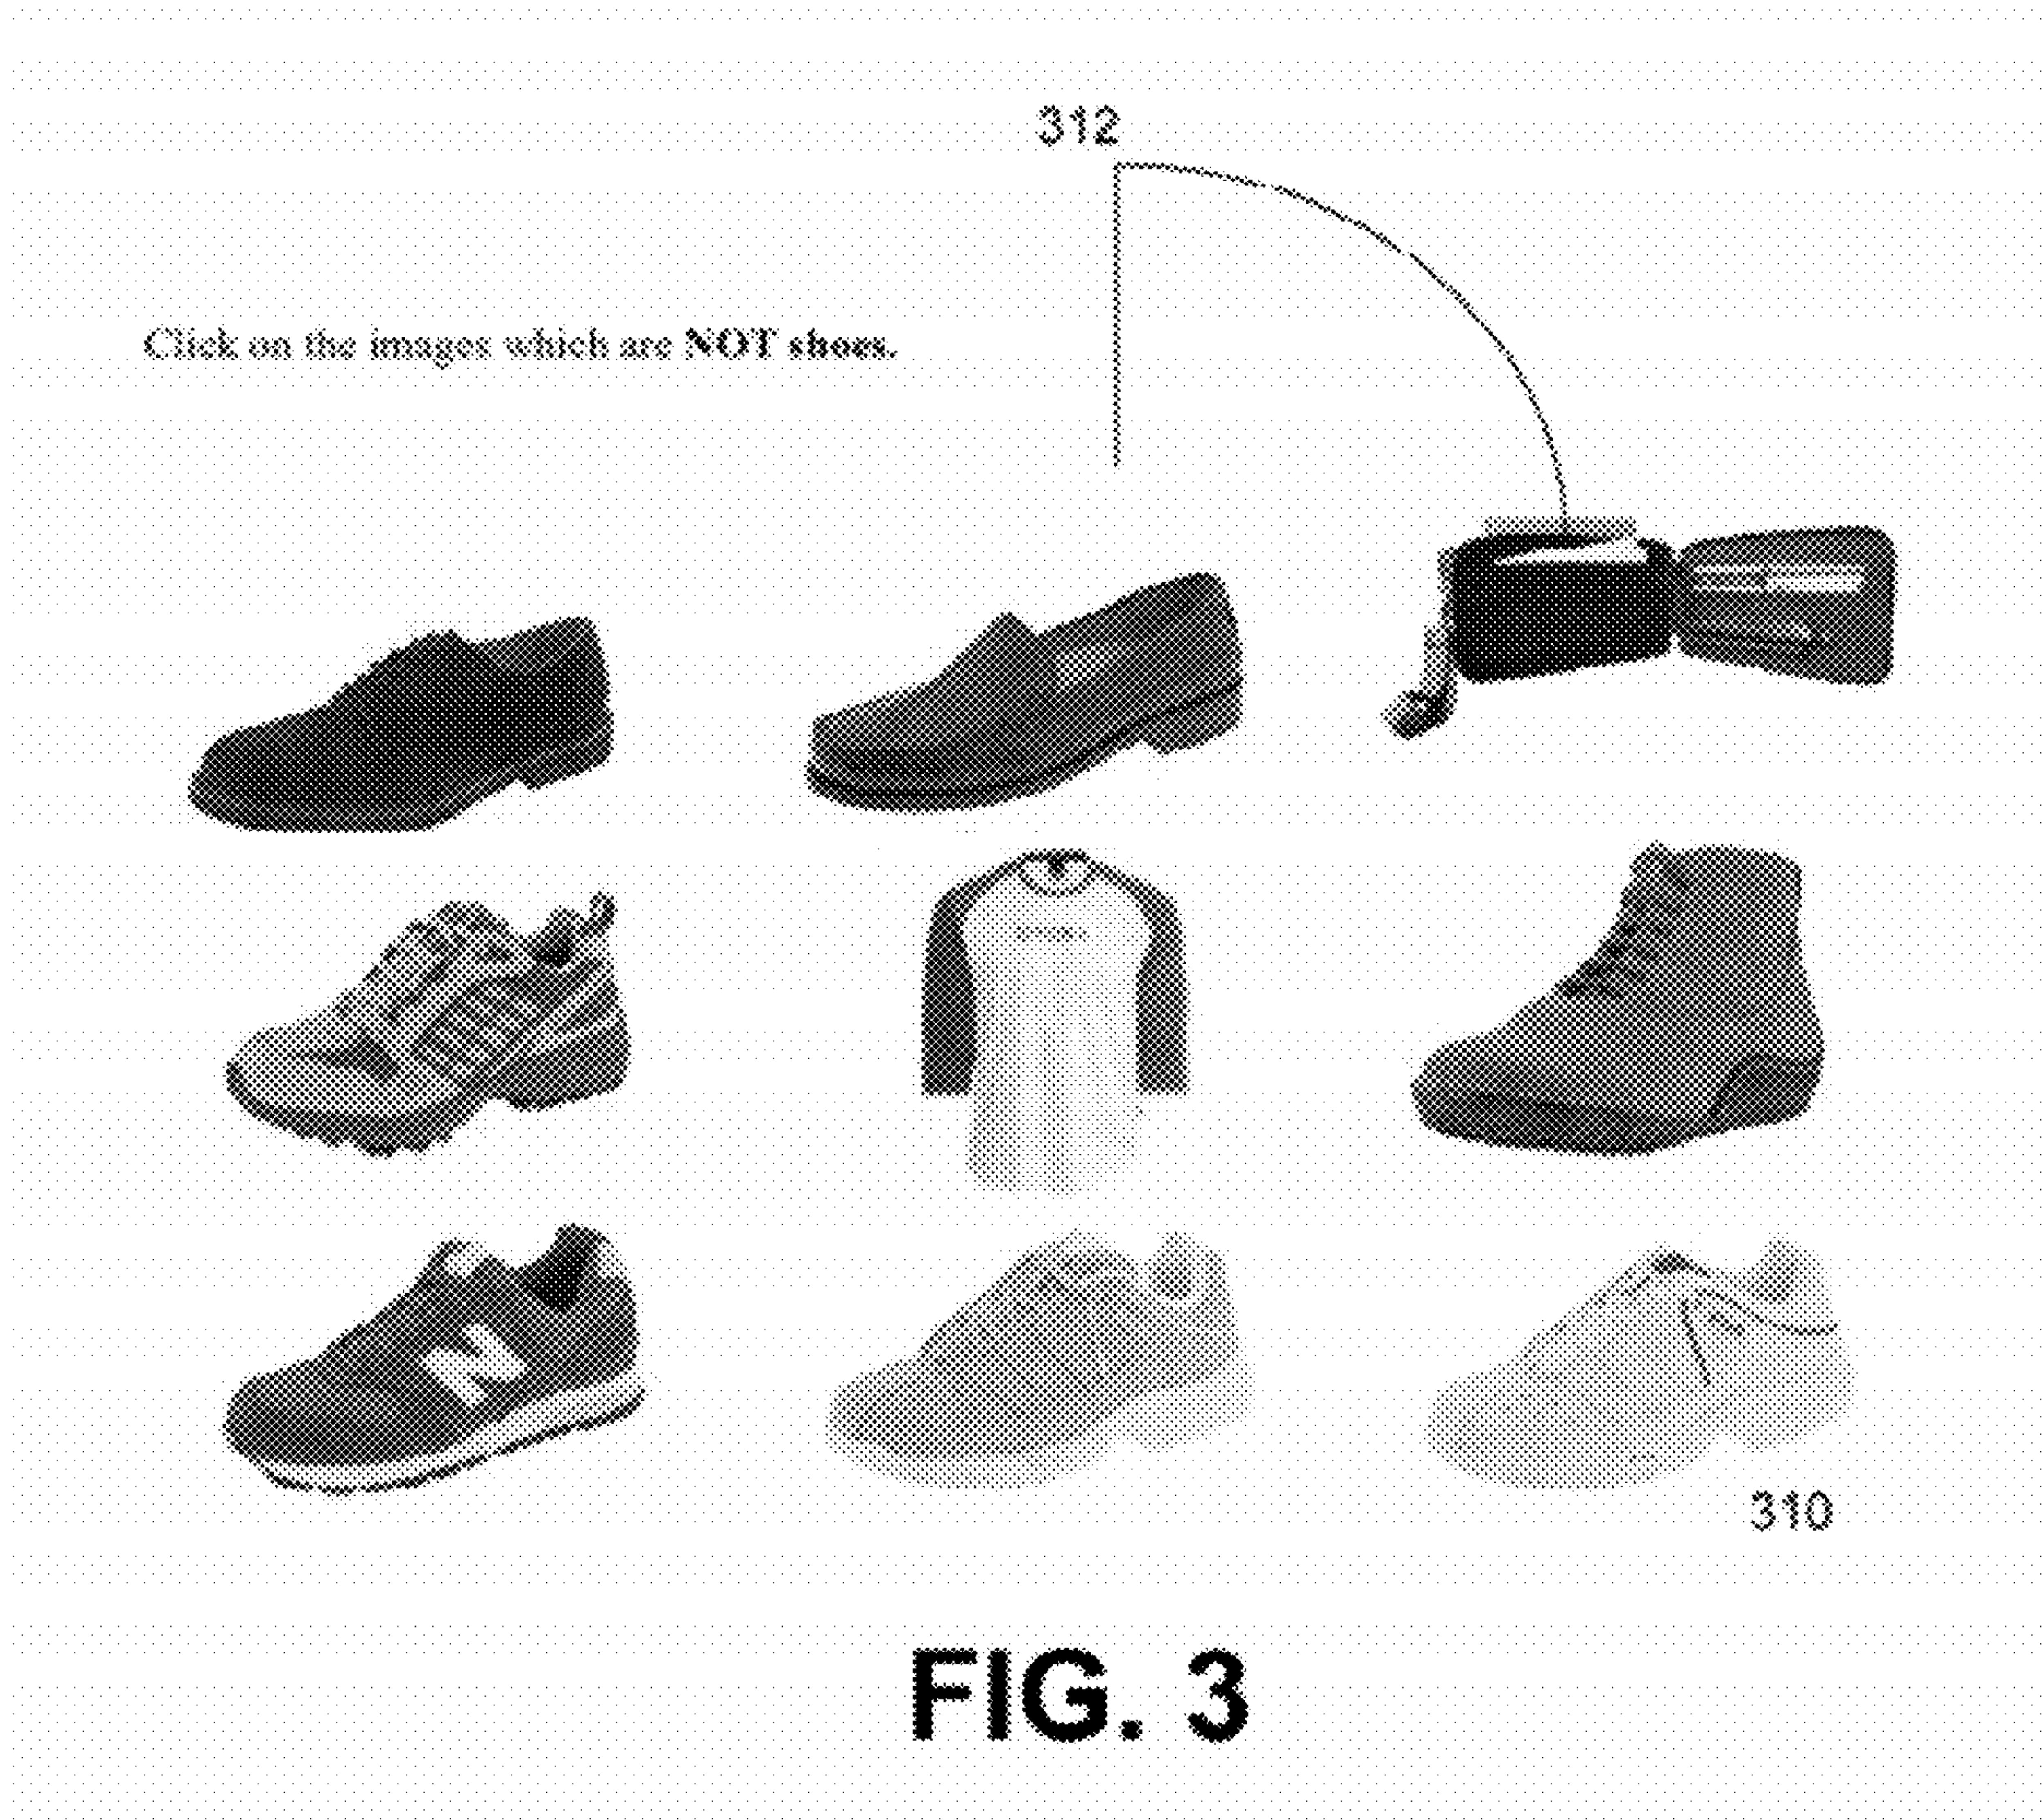 312
Click on the images which are NOT shoes.
N
310
FIG. 3